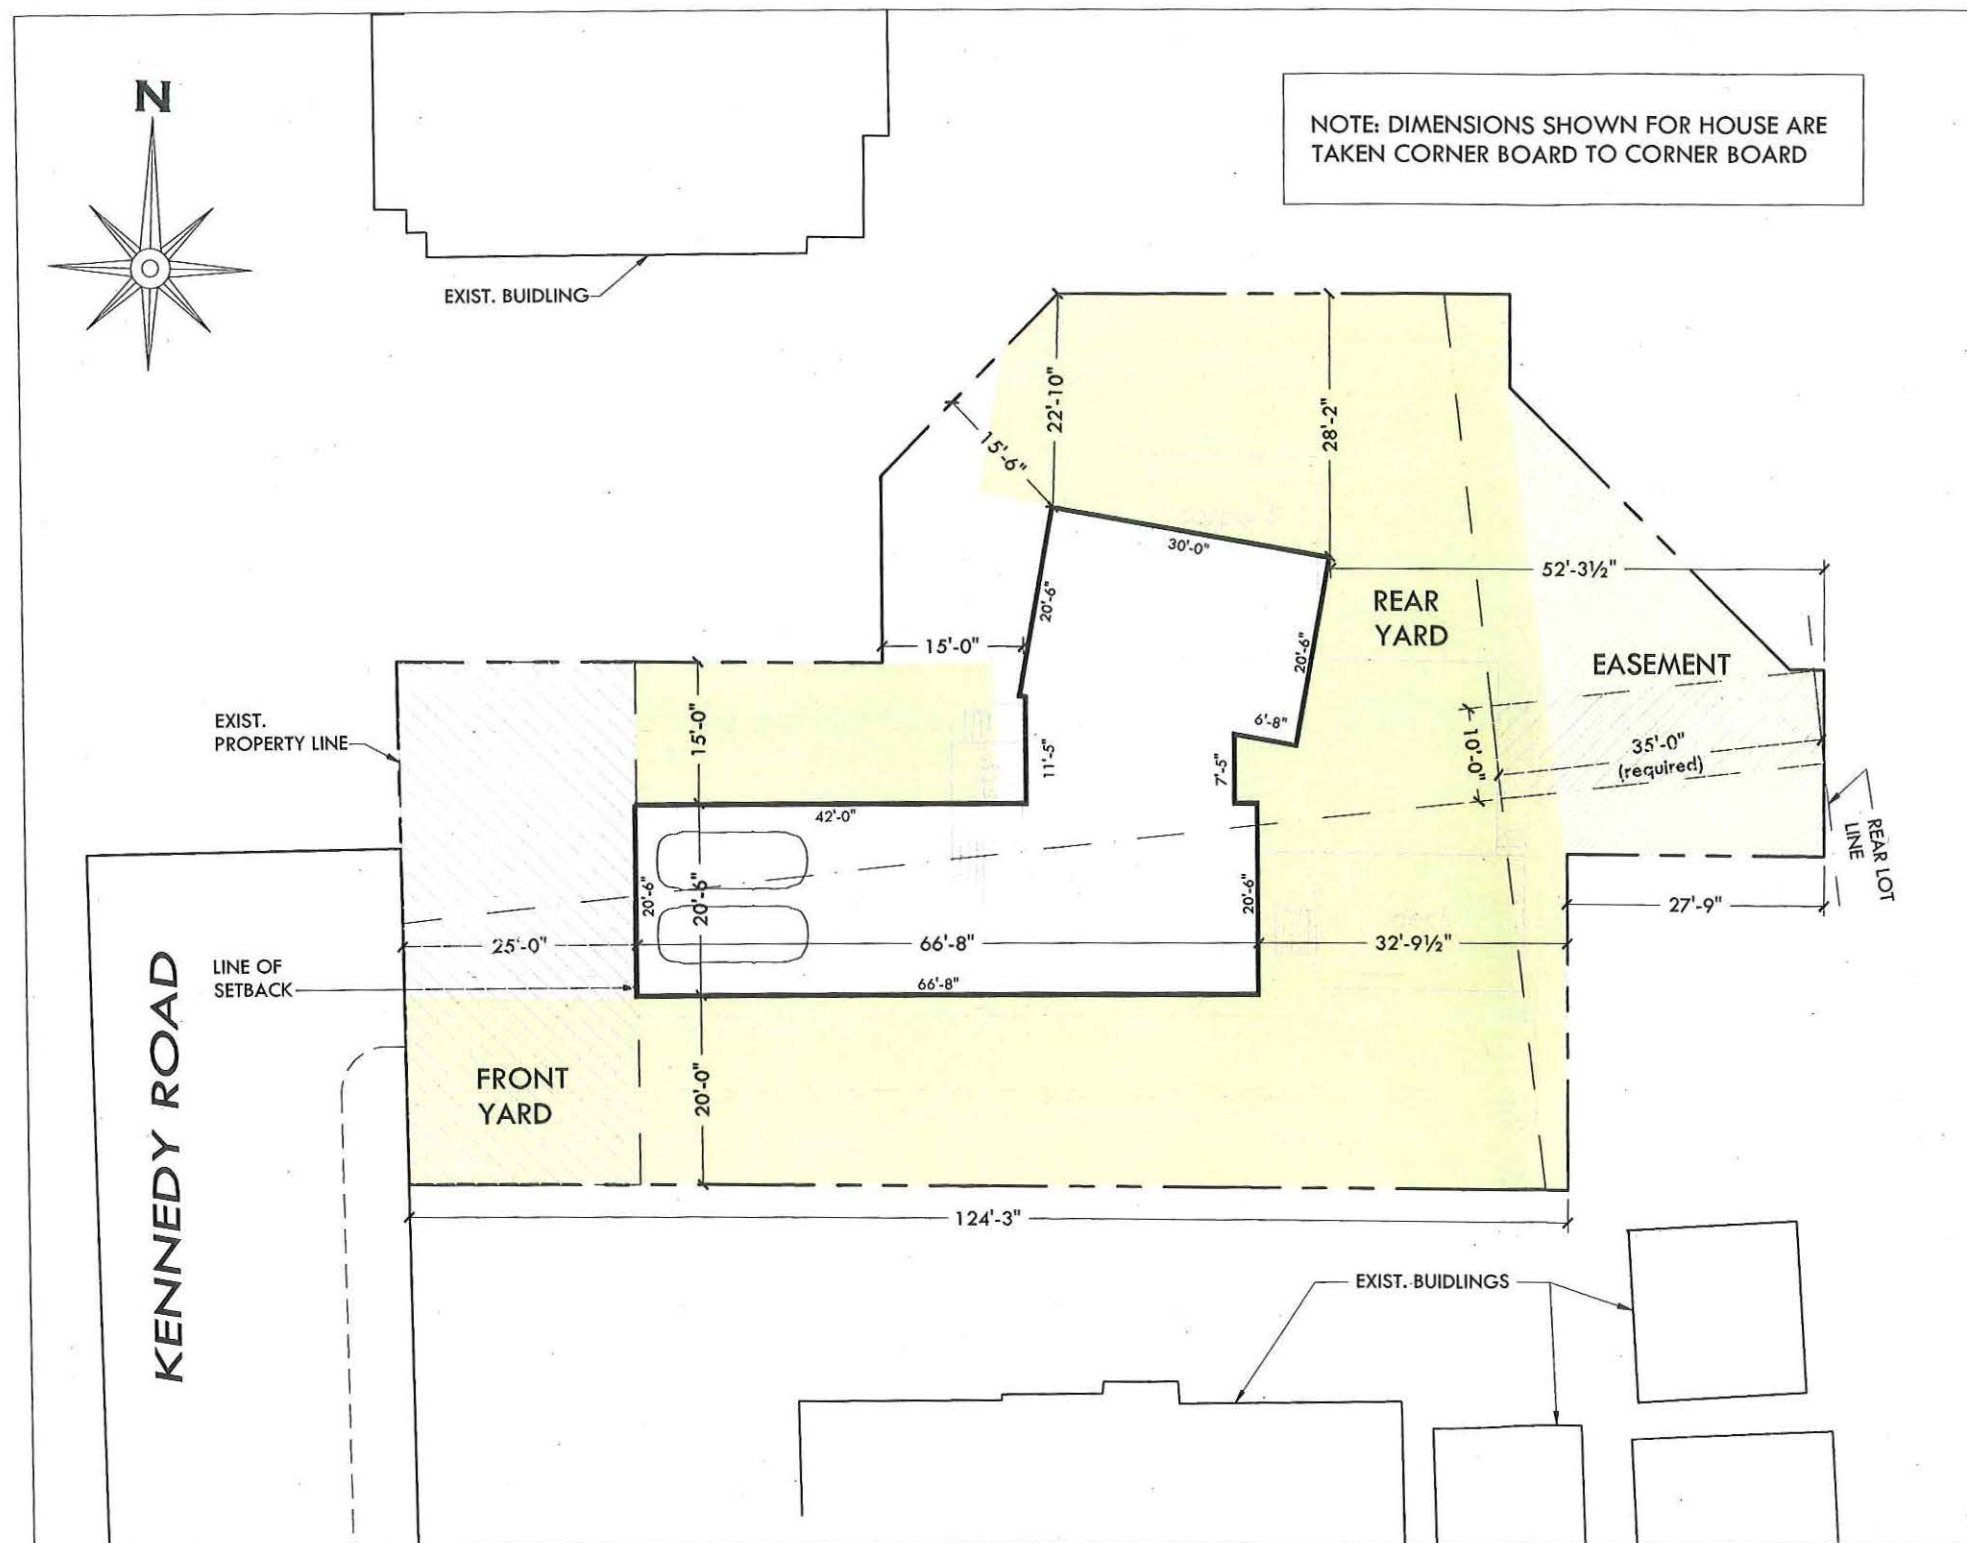 N
NOTE: DIMENSIONS SHOWN FOR HOUSE ARE
TAKEN CORNER BOARD TO CORNER BOARD
EXIST. BUIDLING
22'-10"
28'-2"
15'-6"
30'-0"
52'-3½"
20'-6"
REAR
YARD
15'-0"
20'-6"
EASEMENT
EXIST.
PROPERTY LINE
15'-0"
6'-8"
10'-0"
35'-0"
(required)
11'-5"
7'-5"
42'-0"
REAR LOT
LINE
20'-6"
20'-6"
20'-6"
27'-9"
25'-0"
66'-8"
32'-9½"
LINE OF
SETBACK
66'-8"
KENNEDY ROAD
FRONT
YARD
20'-0"
124'-3"
EXIST. BUIDLINGS